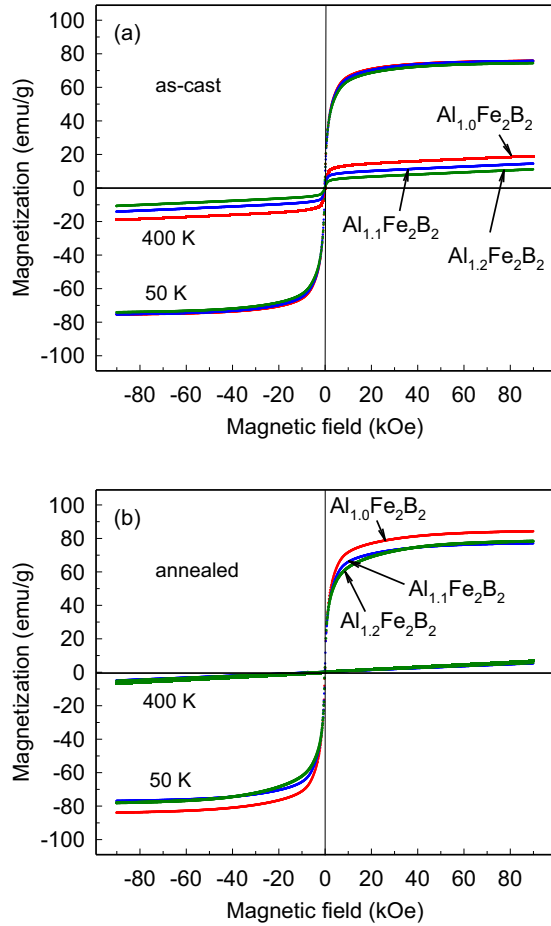 (a)
as-cast
Al1.0Fe2B2
Al1.1Fe2B2
Al1.2Fe2B2
400 K
50 K
100
80
60
40
20
0
-20
-40
-60
-80
-100
Magnetization (emu/g)
-80 -60 -40 -20 0 20 40 60 80
Magnetic field (kOe)
(b)
annealed
Al1.0Fe2B2
Al1.1Fe2B2
Al1.2Fe2B2
400 K
50 K
100
80
60
40
20
0
-20
-40
-60
-80
-100
Magnetization (emu/g)
-80 -60 -40 -20 0 20 40 60 80
Magnetic field (kOe)